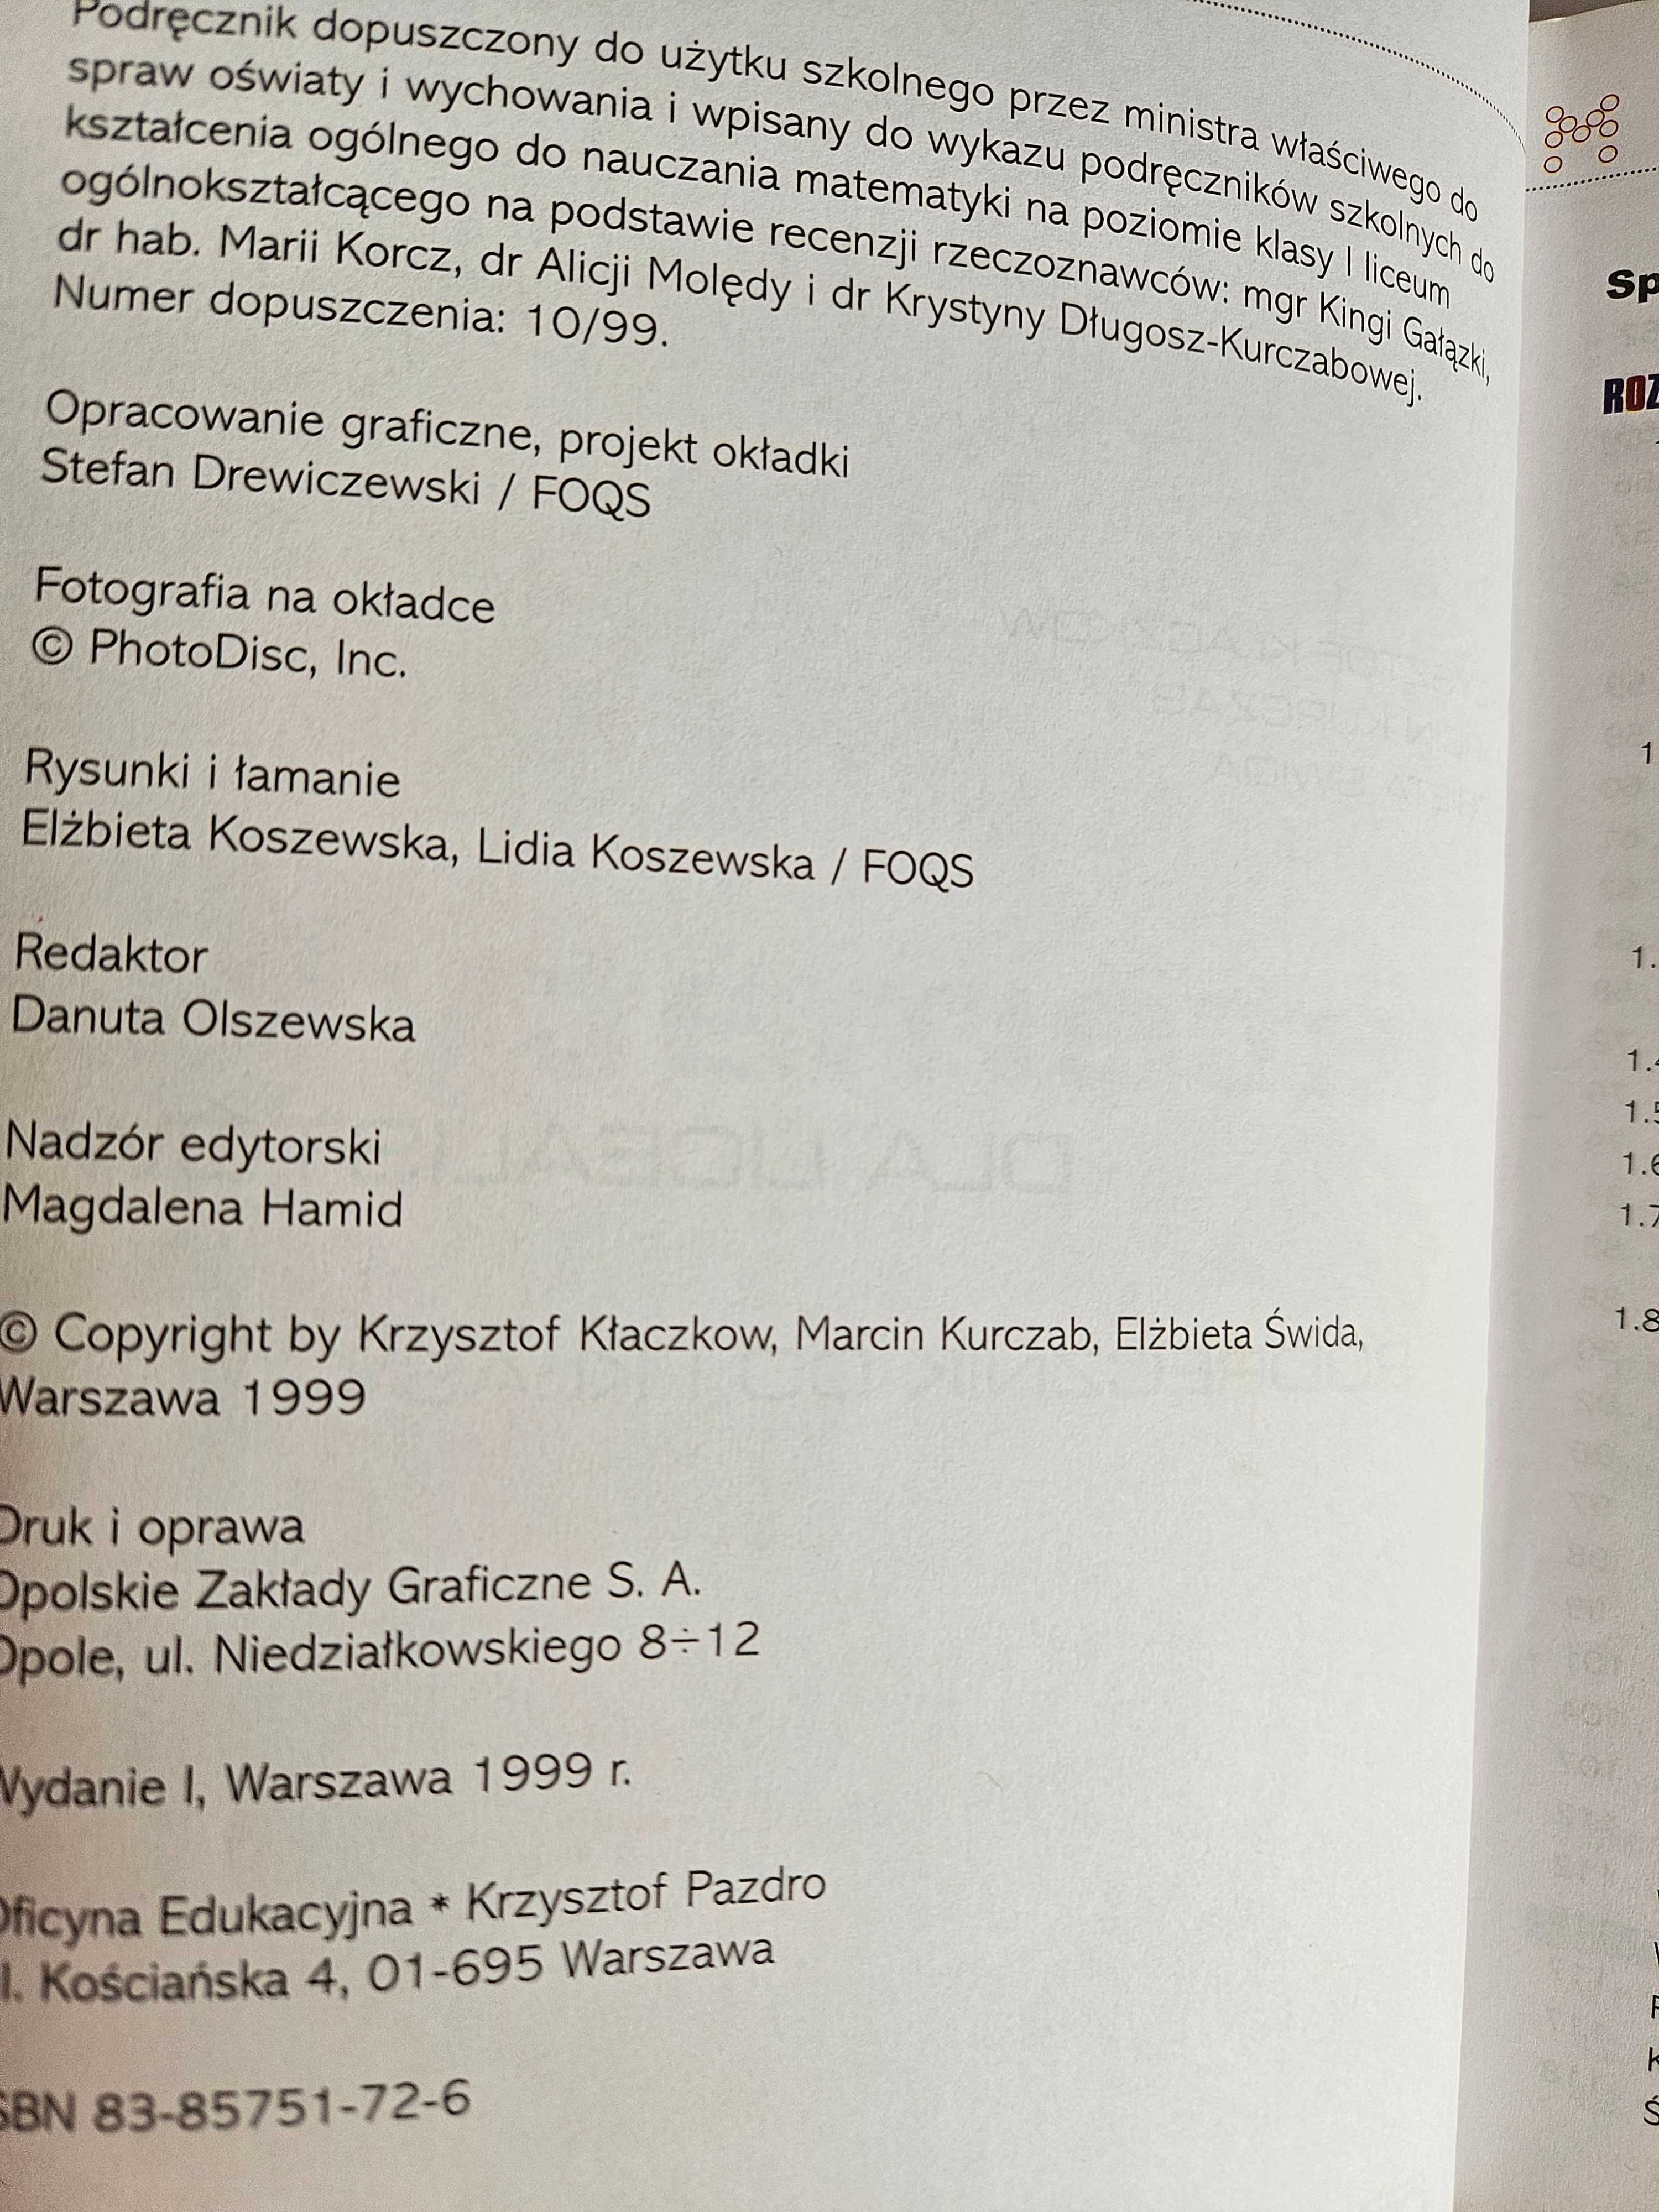 Podręcznik dopuszczony do użytku szkolnego przez ministra właściwego do
spraw oświaty i wychowania i wpisany do wykazu podręczników szkolnych do
kształcenia ogólnego do nauczania matematyki na poziomie klasy I liceum
ogólnokształcącego na podstawie recenzji rzeczoznawców: mgr Kingi Gałązki,
dr hab. Marii Korcz, dr Alicji Molędy i dr Krystyny Długosz-Kurczabowej.
Numer dopuszczenia: 10/99.
Opracowanie graficzne, projekt okładki
Stefan Drewiczewski / FOQS
Fotografia na okładce
© PhotoDisc, Inc.
Rysunki i łamanie
Elżbieta Koszewska, Lidia Koszewska / FOQS
Redaktor
Danuta Olszewska
Nadzór edytorski
Magdalena Hamid
© Copyright by Krzysztof Kłaczkow, Marcin Kurczab, Elżbieta Świda,
Warszawa 1999
Druk i oprawa
Opolskie Zakłady Graficzne S. A.
Opole, ul. Niedziałkowskiego 8÷12
Wydanie I, Warszawa 1999 r.
Oficyna Edukacyjna * Krzysztof Pazdro
ul. Kościańska 4, 01-695 Warszawa
ISBN 83-85751-72-6